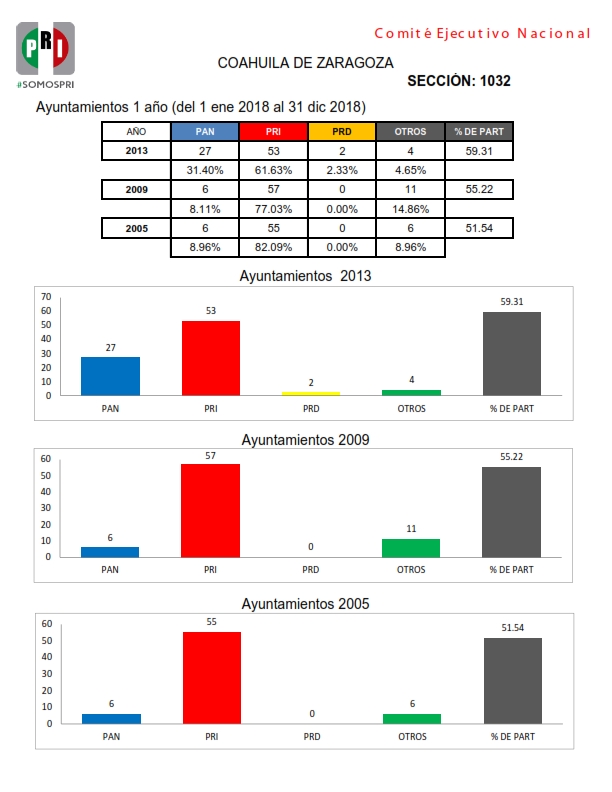 PRI
#SOMOSPRI
Comité Ejecutivo Nacional
COAHUILA DE ZARAGOZA
SECCIÓN: 1032
Ayuntamientos 1 año (del 1 ene 2018 al 31 dic 2018)
AÑO PAN PRI PRD OTROS % DE PART
2013 27 53 2 4 59.31
31.40% 61.63% 2.33% 4.65%
2009 6 57 0 11 55.22
8.11% 77.03% 0.00% 14.86%
2005 6 55 0 6 51.54
8.96% 82.09% 0.00% 8.96%
Ayuntamientos 2013
70
60
50
40
30
20
10
0
27 53 2 4 59.31
PAN PRI PRD OTROS % DE PART
Ayuntamientos 2009
60
50
40
30
20
10
0
6 57 0 11 55.22
PAN PRI PRD OTROS % DE PART
Ayuntamientos 2005
60
50
40
30
20
10
0
6 55 0 6 51.54
PAN PRI PRD OTROS % DE PART